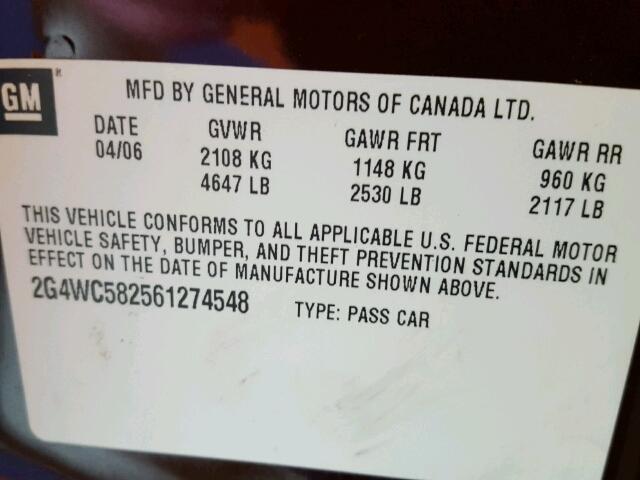 GM
MFD BY GENERAL MOTORS OF CANADA LTD.
DATE GVWR GAWR FRT GAWR RR
04/06 2108 KG 1148 KG 960 KG
4647 LB 2530 LB 2117 LB
THIS VEHICLE CONFORMS TO ALL APPLICABLE U.S. FEDERAL MOTOR
VEHICLE SAFETY, BUMPER, AND THEFT PREVENTION STANDARDS IN
EFFECT ON THE DATE OF MANUFACTURE SHOWN ABOVE.
2G4WC582561274548 TYPE: PASS CAR